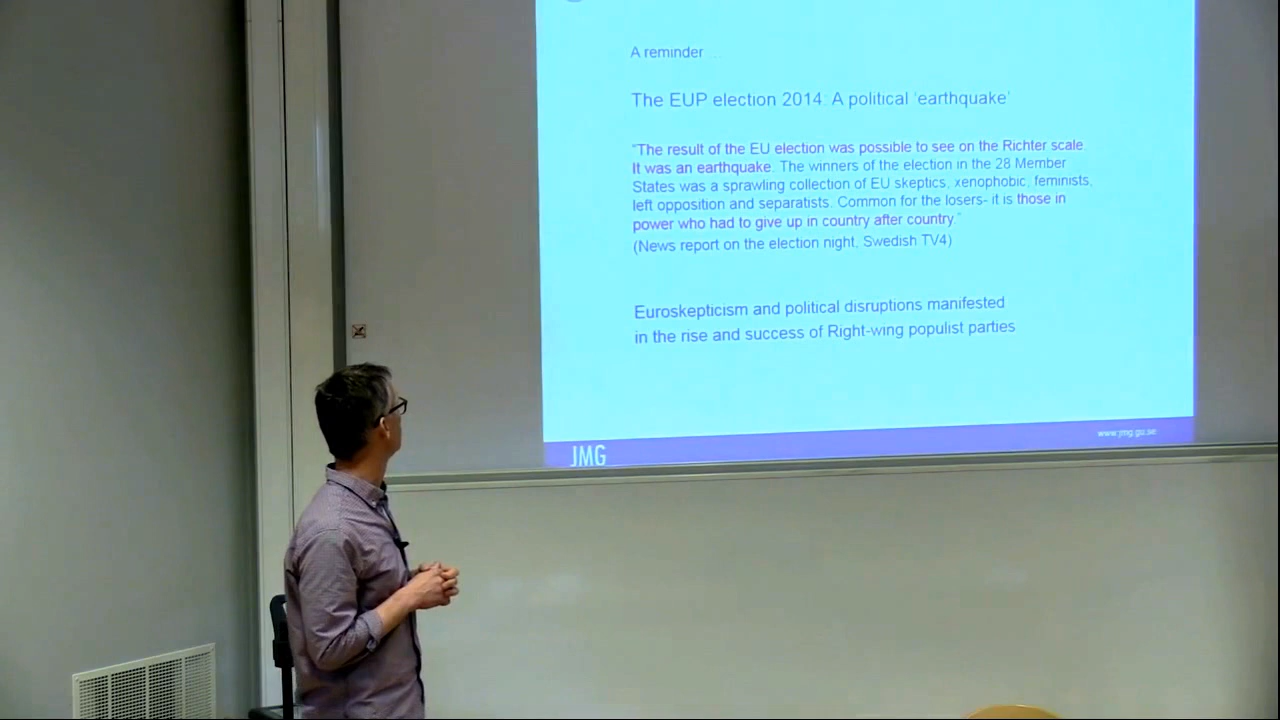 A reminder ...
The EUP election 2014: A political 'earthquake'
"The result of the EU election was possible to see on the Richter scale.
It was an earthquake. The winners of the election in the 28 Member
States was a sprawling collection of EU skeptics, xenophobic, feminists,
left opposition and separatists. Common for the losers- it is those in
power who had to give up in country after country."
(News report on the election night, Swedish TV4)
Euroskepticism and political disruptions manifested
in the rise and success of Right-wing populist parties
JMG
www.jmg.gu.se